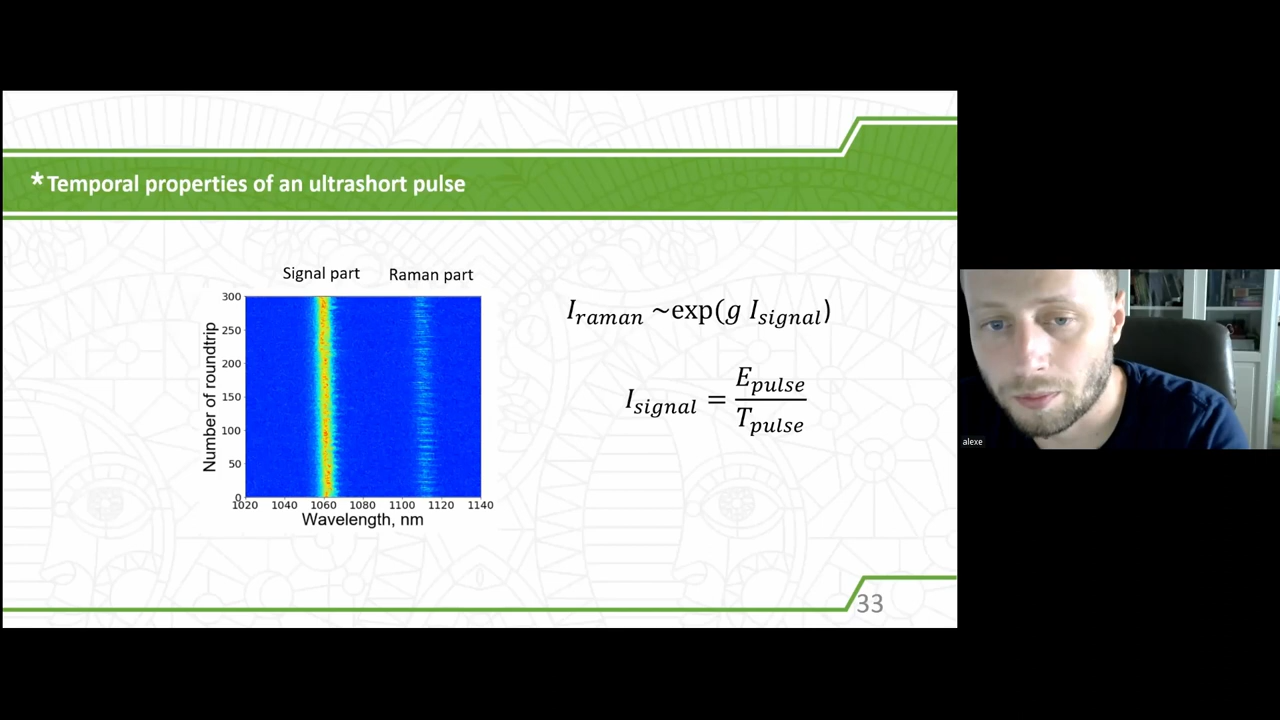 *Temporal properties of an ultrashort pulse
Signal part
Raman part
300
250
200
150
100
50
0
Number of roundtrip
1020 1040 1060 1080 1100 1120 1140
Wavelength, nm
I_raman ~exp(g I_signal)
I_signal = E_pulse / T_pulse
33
alexe